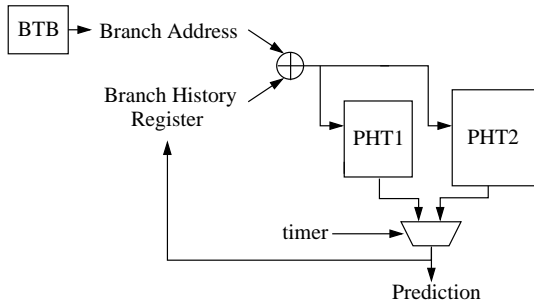 BTB
Branch Address
Branch History
Register
PHT1
PHT2
timer
Prediction